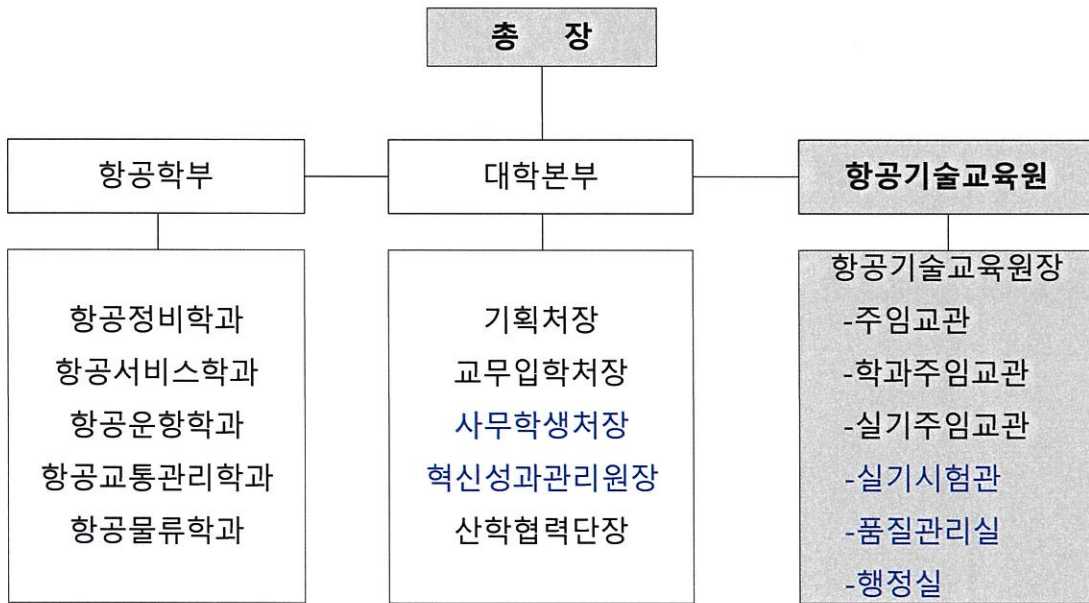 총 장
항공학부
대학본부
항공기술교육원
항공정비학과
항공서비스학과
항공운항학과
항공교통관리학과
항공물류학과
기획처장
교무입학처장
사무학생처장
혁신성과관리원장
산학협력단장
항공기술교육원장
-주임교관
-학과주임교관
-실기주임교관
-실기시험관
-품질관리실
-행정실